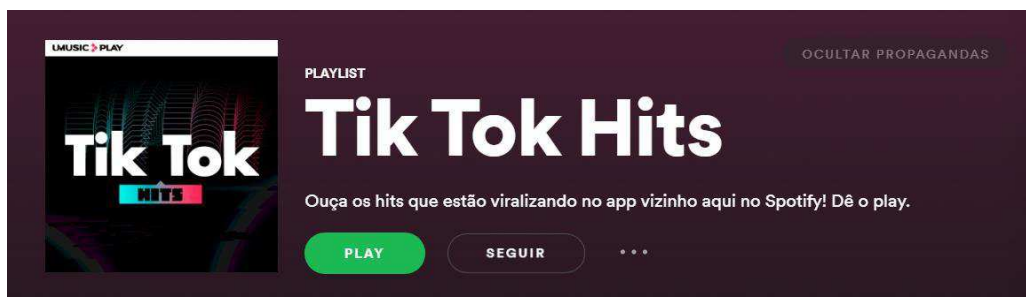 UMUSIC PLAY
Tik Tok
HITS
OCULTAR PROPAGANDAS
PLAYLIST
Tik Tok Hits
Ouça os hits que estão viralizando no app vizinho aqui no Spotify! Dê o play.
PLAY
SEGUIR